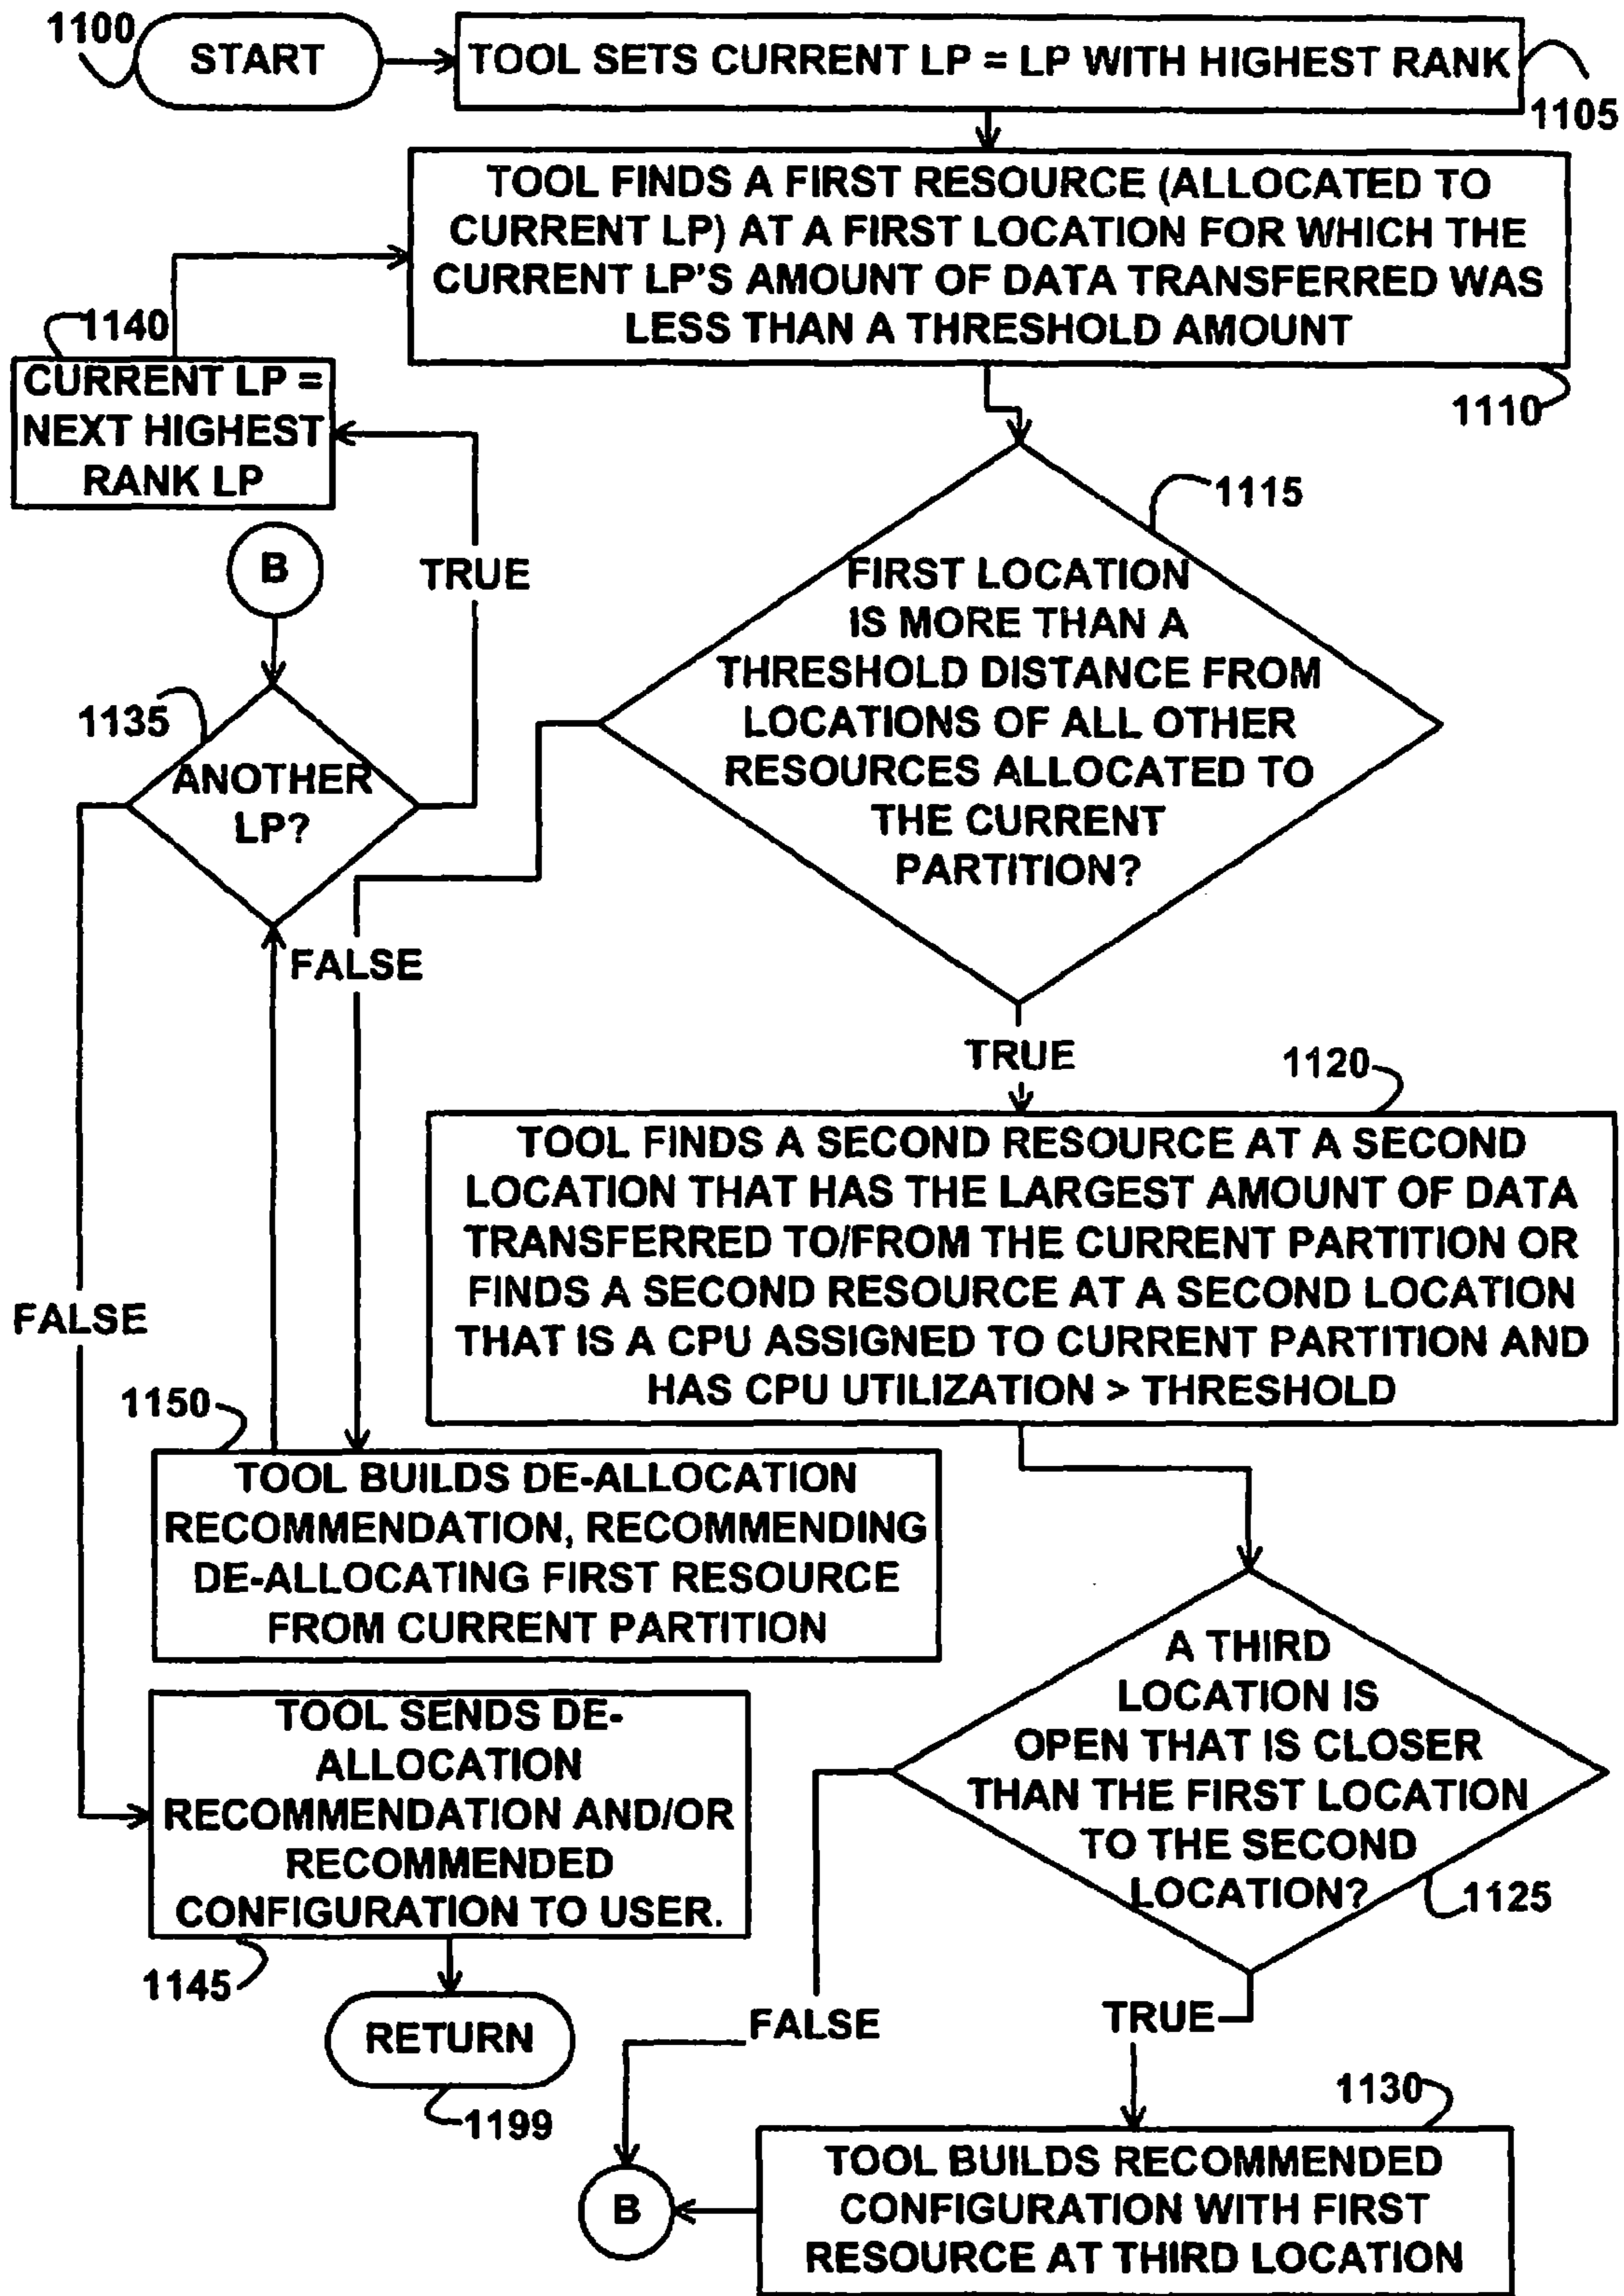 1100
START
TOOL SETS CURRENT LP = LP WITH HIGHEST RANK
1105
TOOL FINDS A FIRST RESOURCE (ALLOCATED TO
CURRENT LP) AT A FIRST LOCATION FOR WHICH THE
CURRENT LP'S AMOUNT OF DATA TRANSFERRED WAS
LESS THAN A THRESHOLD AMOUNT
1110
1140
CURRENT LP =
NEXT HIGHEST
RANK LP
B
TRUE
1135
ANOTHER
LP?
FALSE
1115
FIRST LOCATION
IS MORE THAN A
THRESHOLD DISTANCE FROM
LOCATIONS OF ALL OTHER
RESOURCES ALLOCATED TO
THE CURRENT
PARTITION?
FALSE
TRUE
1120
TOOL FINDS A SECOND RESOURCE AT A SECOND
LOCATION THAT HAS THE LARGEST AMOUNT OF DATA
TRANSFERRED TO/FROM THE CURRENT PARTITION OR
FINDS A SECOND RESOURCE AT A SECOND LOCATION
THAT IS A CPU ASSIGNED TO CURRENT PARTITION AND
HAS CPU UTILIZATION > THRESHOLD
1150
TOOL BUILDS DE-ALLOCATION
RECOMMENDATION, RECOMMENDING
DE-ALLOCATING FIRST RESOURCE
FROM CURRENT PARTITION
TOOL SENDS DE-
ALLOCATION
RECOMMENDATION AND/OR
RECOMMENDED
CONFIGURATION TO USER.
1145
RETURN
1199
A THIRD
LOCATION IS
OPEN THAT IS CLOSER
THAN THE FIRST LOCATION
TO THE SECOND
LOCATION?
1125
FALSE
TRUE
1130
TOOL BUILDS RECOMMENDED
CONFIGURATION WITH FIRST
RESOURCE AT THIRD LOCATION
B